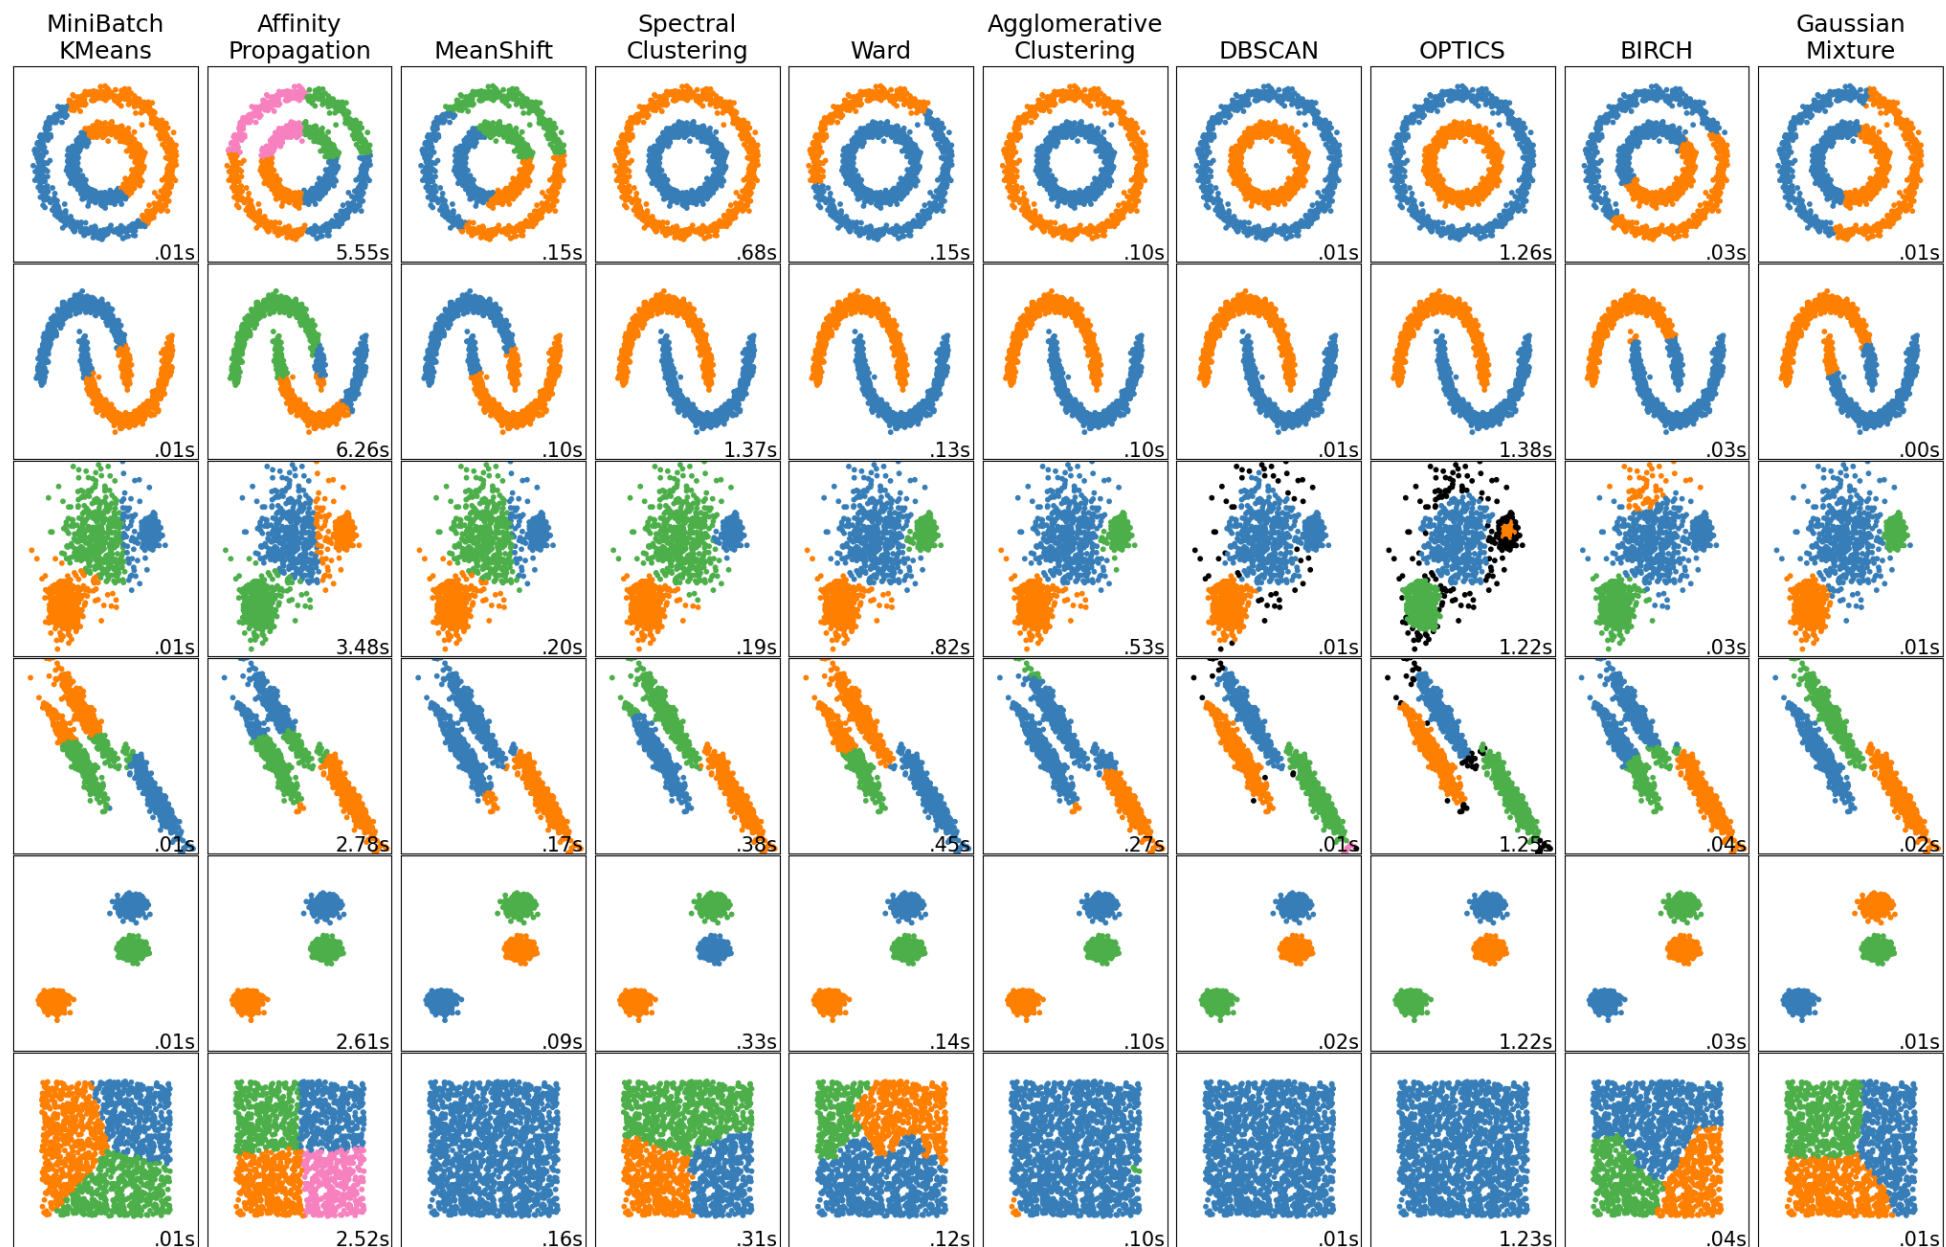 MiniBatch
KMeans
Affinity
Propagation
MeanShift
Spectral
Clustering
Ward
Agglomerative
Clustering
DBSCAN
OPTICS
BIRCH
Gaussian
Mixture
.01s
5.55s
.15s
.68s
.15s
.10s
.01s
1.26s
.03s
.01s
.01s
6.26s
.10s
1.37s
.13s
.10s
.01s
1.38s
.03s
.00s
.01s
3.48s
.20s
.19s
.82s
.53s
.01s
1.22s
.03s
.01s
.01s
2.78s
.17s
.38s
.45s
.27s
.01s
1.25s
.04s
.02s
.01s
2.61s
.09s
.33s
.14s
.10s
.02s
1.22s
.03s
.01s
.01s
2.52s
.16s
.31s
.12s
.10s
.01s
1.23s
.04s
.01s